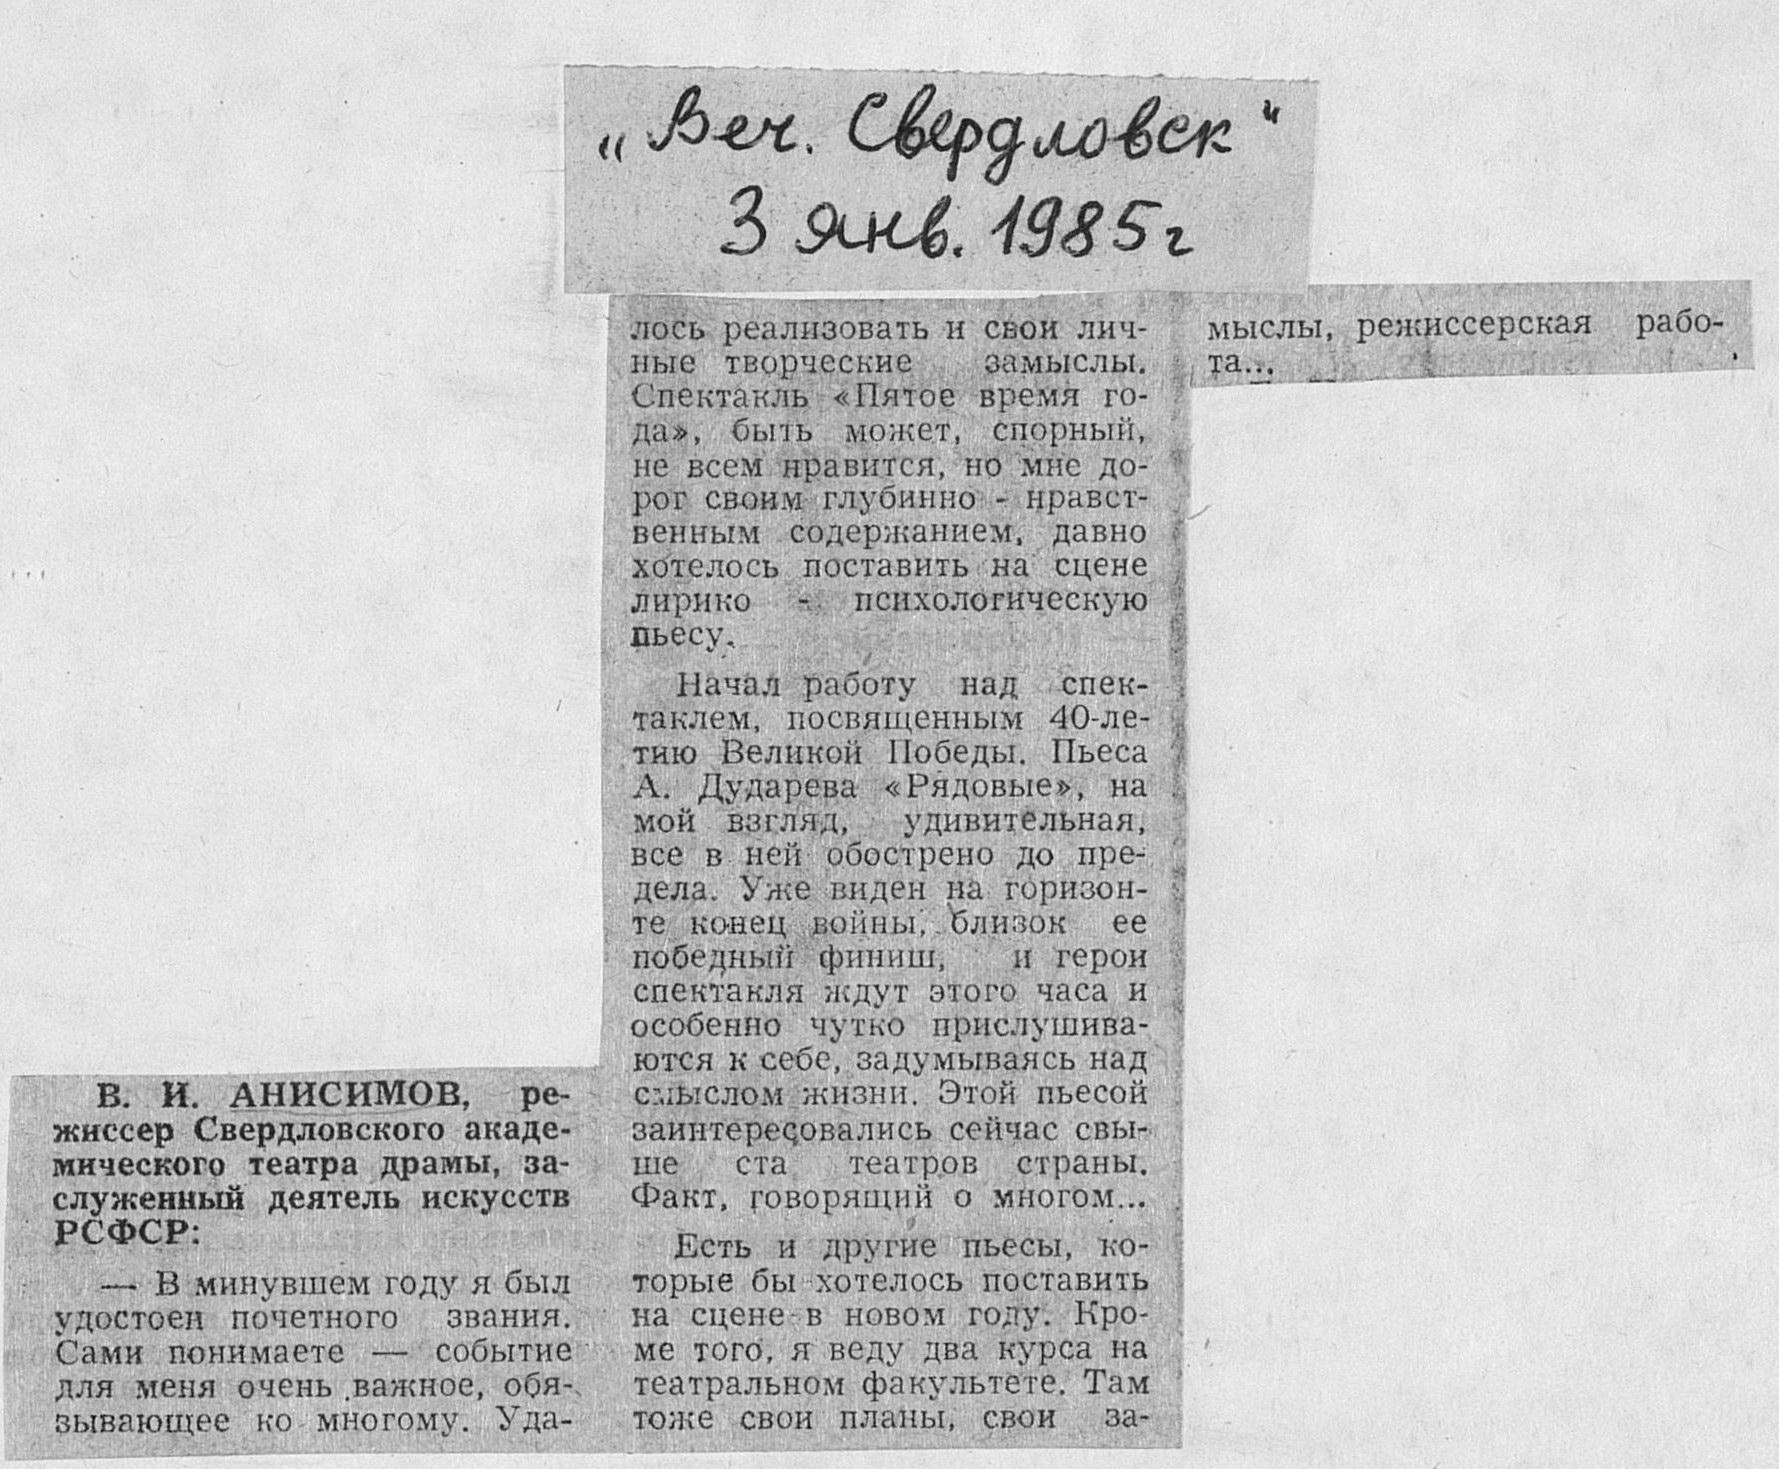 „Веч. Свердловск“
3 янв. 1985 г
В. И. АНИСИМОВ, ре-
жиссер Свердловского акаде-
мического театра драмы, за-
служенный деятель искусств
РСФСР:
— В минувшем году я был
удостоен почетного звания.
Сами понимаете — событие
для меня очень важное, обя-
зывающее ко многому. Уда-
лось реализовать и свои лич-
ные творческие замыслы.
Спектакль «Пятое время го-
да», быть может, спорный,
не всем нравится, но мне до-
рог своим глубинно - нравст-
венным содержанием, давно
хотелось поставить на сцене
лирико - психологическую
пьесу.
Начал работу над спек-
таклем, посвященным 40-ле-
тию Великой Победы. Пьеса
А. Дударева «Рядовые», на
мой взгляд, удивительная,
все в ней обострено до пре-
дела. Уже виден на горизон-
те конец войны, близок ее
победный финиш, и герои
спектакля ждут этого часа и
особенно чутко прислушива-
ются к себе, задумываясь над
смыслом жизни. Этой пьесой
заинтересовались сейчас свы-
ше ста театров страны.
Факт, говорящий о многом...
Есть и другие пьесы, ко-
торые бы хотелось поставить
на сцене в новом году. Кро-
ме того, я веду два курса на
театральном факультете. Там
тоже свои планы, свои за-
мыслы, режиссерская рабо-
та...